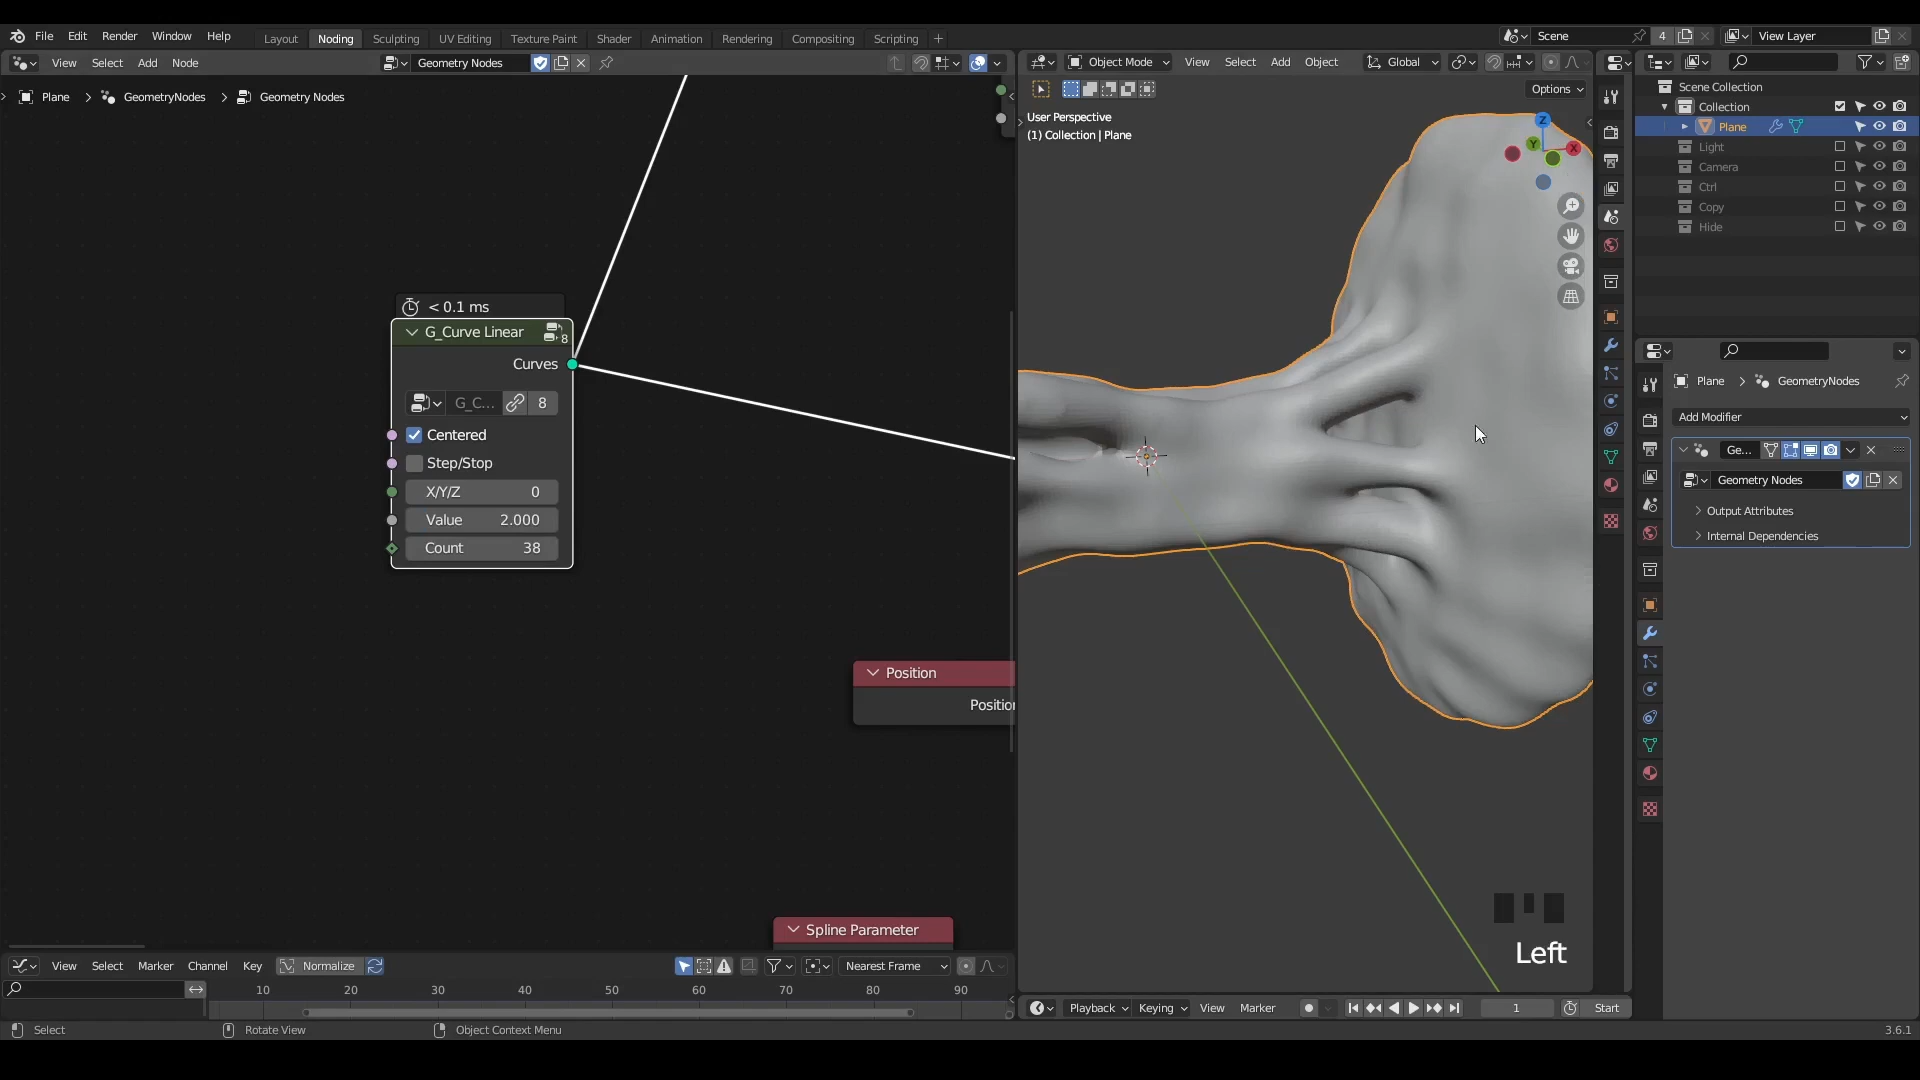 File Edit Render Window Help Layout Noding Sculpting UV Editing Texture Paint Shader Animation Rendering Compositing Scripting + Scene 4 View Layer
View Select Add Node Geometry Nodes Object Mode View Select Add Object Global
Plane > GeometryNodes > Geometry Nodes
Options
User Perspective
(1) Collection | Plane
Z
Y
X
Scene Collection
Collection
Plane
Light
Camera
Ctrl
Copy
Hide
< 0.1 ms
G_Curve Linear 8
Curves
G_C... 8
Centered
Step/Stop
X/Y/Z 0
Value 2.000
Count 38
Position
Position
Spline Parameter
Plane > GeometryNodes
Add Modifier
Ge...
Geometry Nodes
Output Attributes
Internal Dependencies
Left
View Select Marker Channel Key Normalize Nearest Frame
10 20 30 40 50 60 70 80 90
Playback Keying View Marker 1 Start
Select Rotate View Object Context Menu 3.6.1